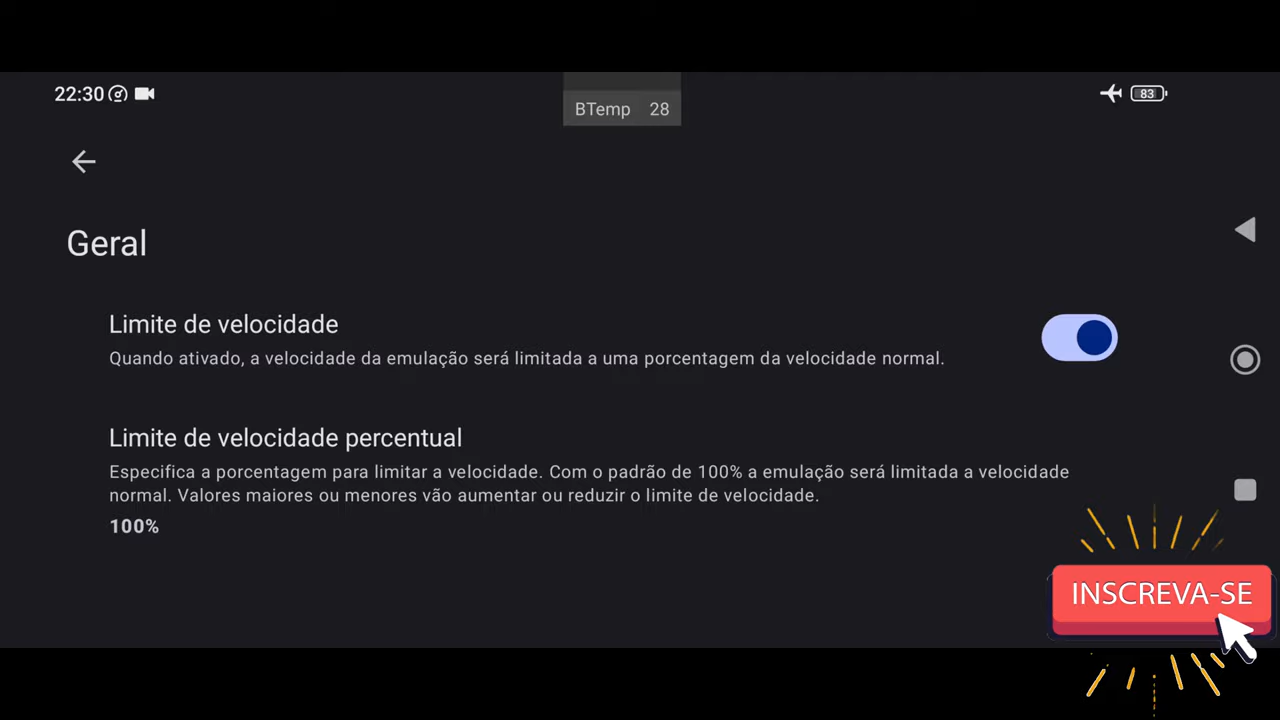 22:30
83
BTemp 28
Geral
Limite de velocidade
Quando ativado, a velocidade da emulação será limitada a uma porcentagem da velocidade normal.
Limite de velocidade percentual
Especifica a porcentagem para limitar a velocidade. Com o padrão de 100% a emulação será limitada a velocidade
normal. Valores maiores ou menores vão aumentar ou reduzir o limite de velocidade.
100%
INSCREVA-SE